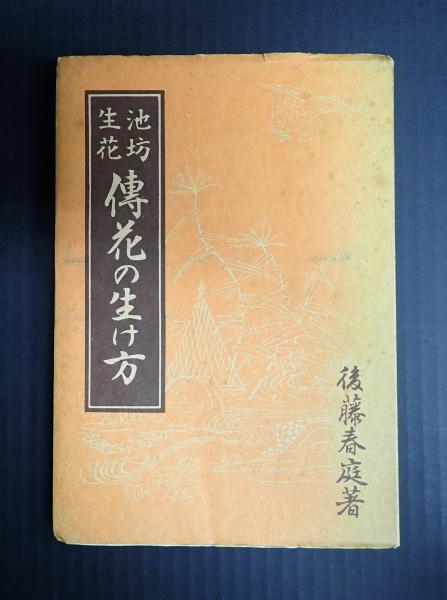 池坊
生花
傳花の生け方
後藤春庭著